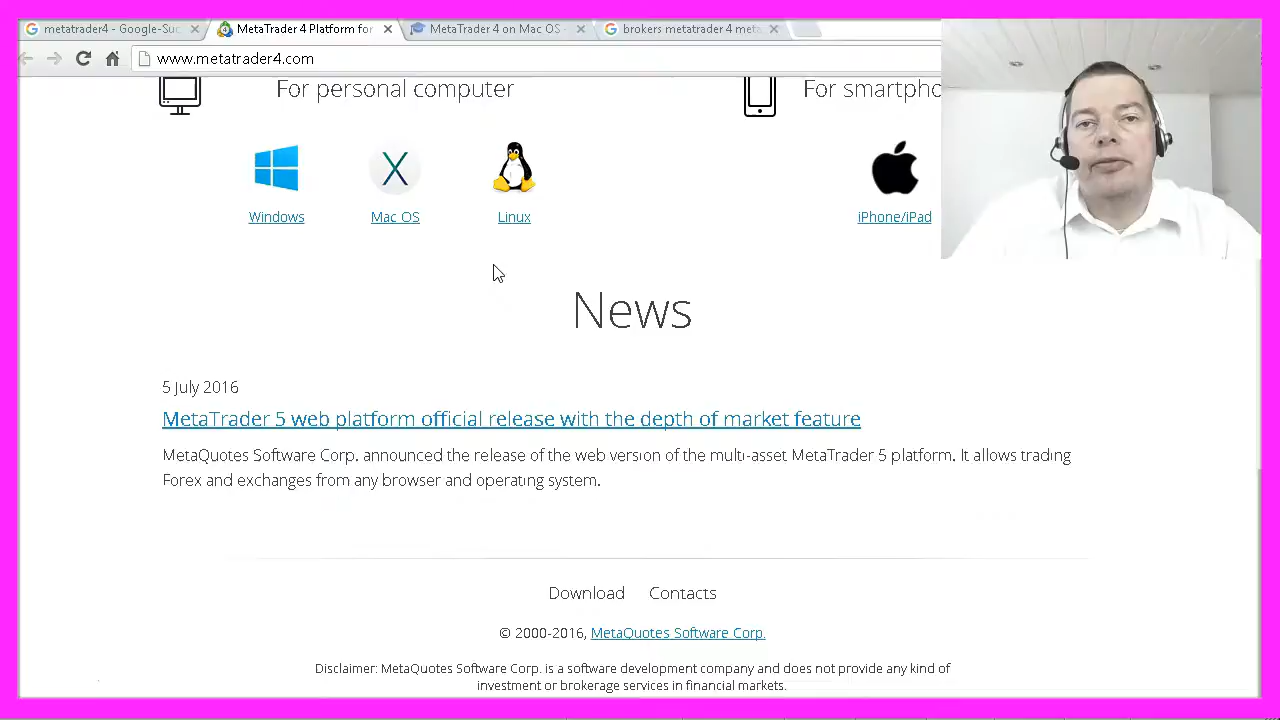 metatrader4 - Google-Suc
MetaTrader 4 Platform for
MetaTrader 4 on Mac OS -
brokers metatrader 4 meta
www.metatrader4.com
For personal computer
For smartpho
Windows
Mac OS
Linux
iPhone/iPad
News
5 July 2016
MetaTrader 5 web platform official release with the depth of market feature
MetaQuotes Software Corp. announced the release of the web version of the multi-asset MetaTrader 5 platform. It allows trading
Forex and exchanges from any browser and operating system.
Download Contacts
© 2000-2016, MetaQuotes Software Corp.
Disclaimer: MetaQuotes Software Corp. is a software development company and does not provide any kind of
investment or brokerage services in financial markets.